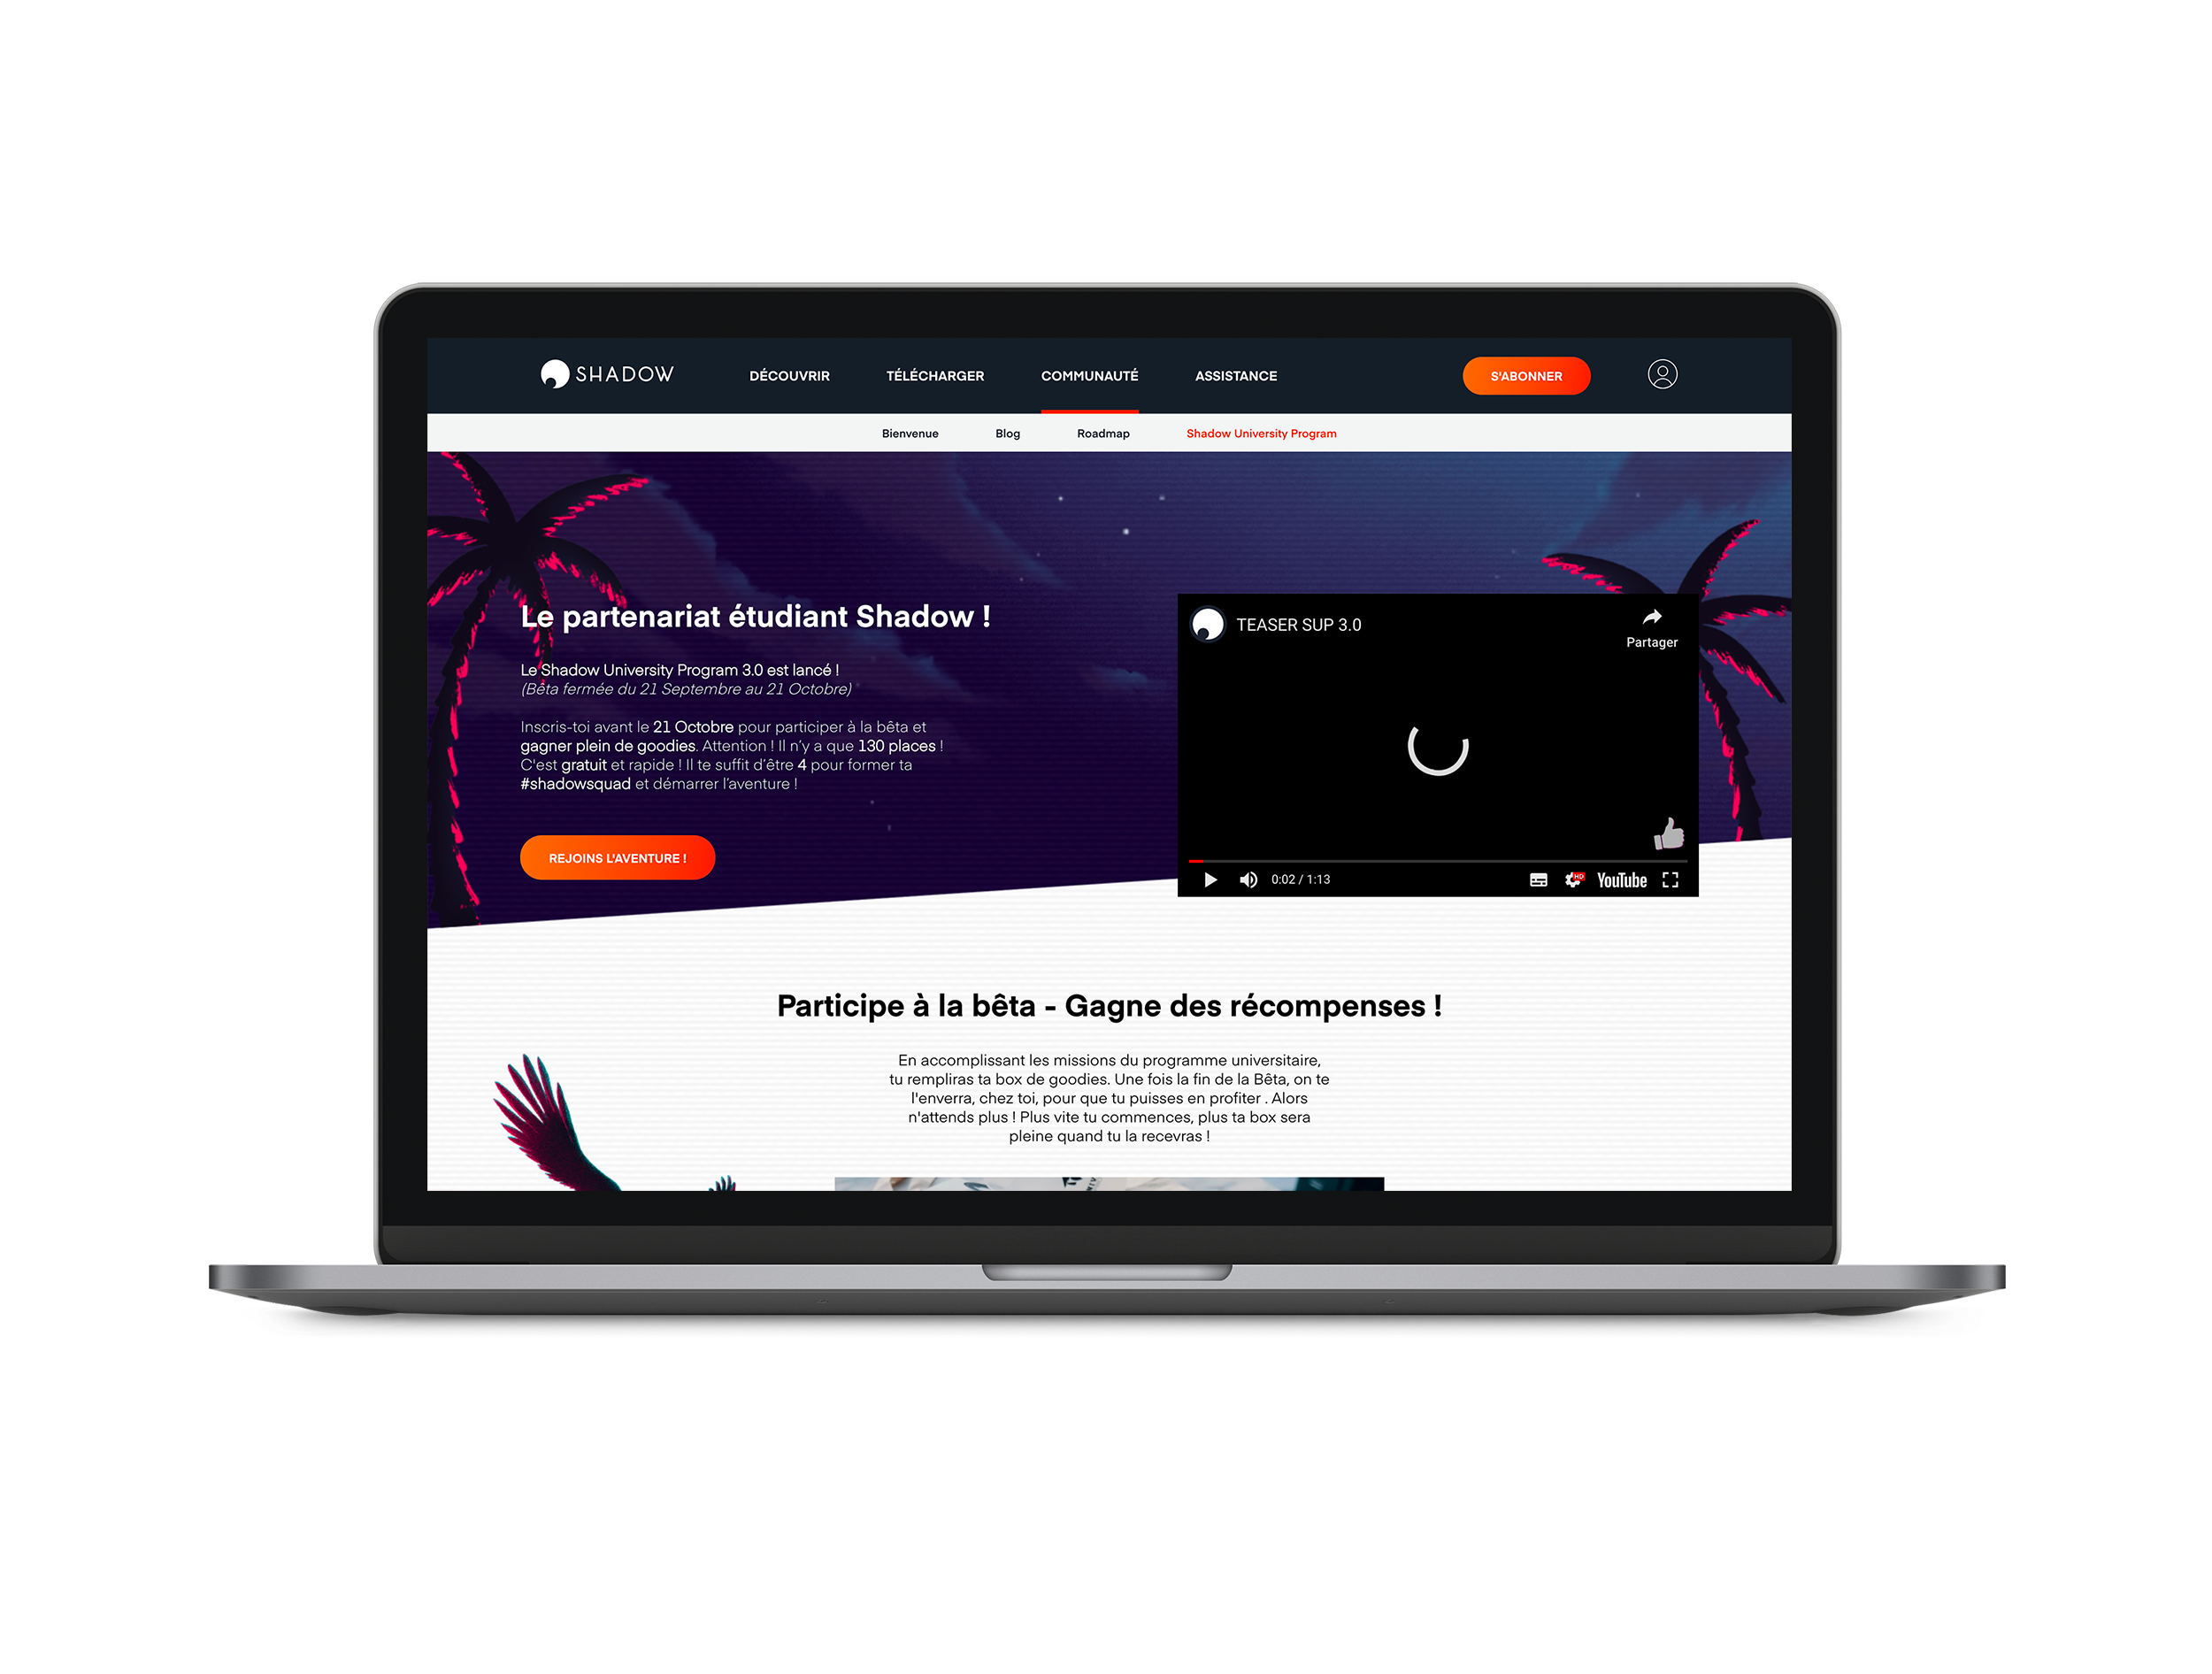 SHADOW
DÉCOUVRIR
TÉLÉCHARGER
COMMUNAUTÉ
ASSISTANCE
S'ABONNER
Bienvenue
Blog
Roadmap
Shadow University Program
Le partenariat étudiant Shadow !
Le Shadow University Program 3.0 est lancé !
(Bêta fermée du 21 Septembre au 21 Octobre)
Inscris-toi avant le 21 Octobre pour participer à la bêta et
gagner plein de goodies. Attention ! Il n'y a que 130 places !
C'est gratuit et rapide ! Il te suffit d'être 4 pour former ta
#shadowsquad et démarrer l'aventure !
REJOINS L'AVENTURE !
TEASER SUP 3.0
Partager
0:02 / 1:13
HD
YouTube
Participe à la bêta - Gagne des récompenses !
En accomplissant les missions du programme universitaire,
tu rempliras ta box de goodies. Une fois la fin de la Bêta, on te
l'enverra, chez toi, pour que tu puisses en profiter . Alors
n'attends plus ! Plus vite tu commences, plus ta box sera
pleine quand tu la recevras !